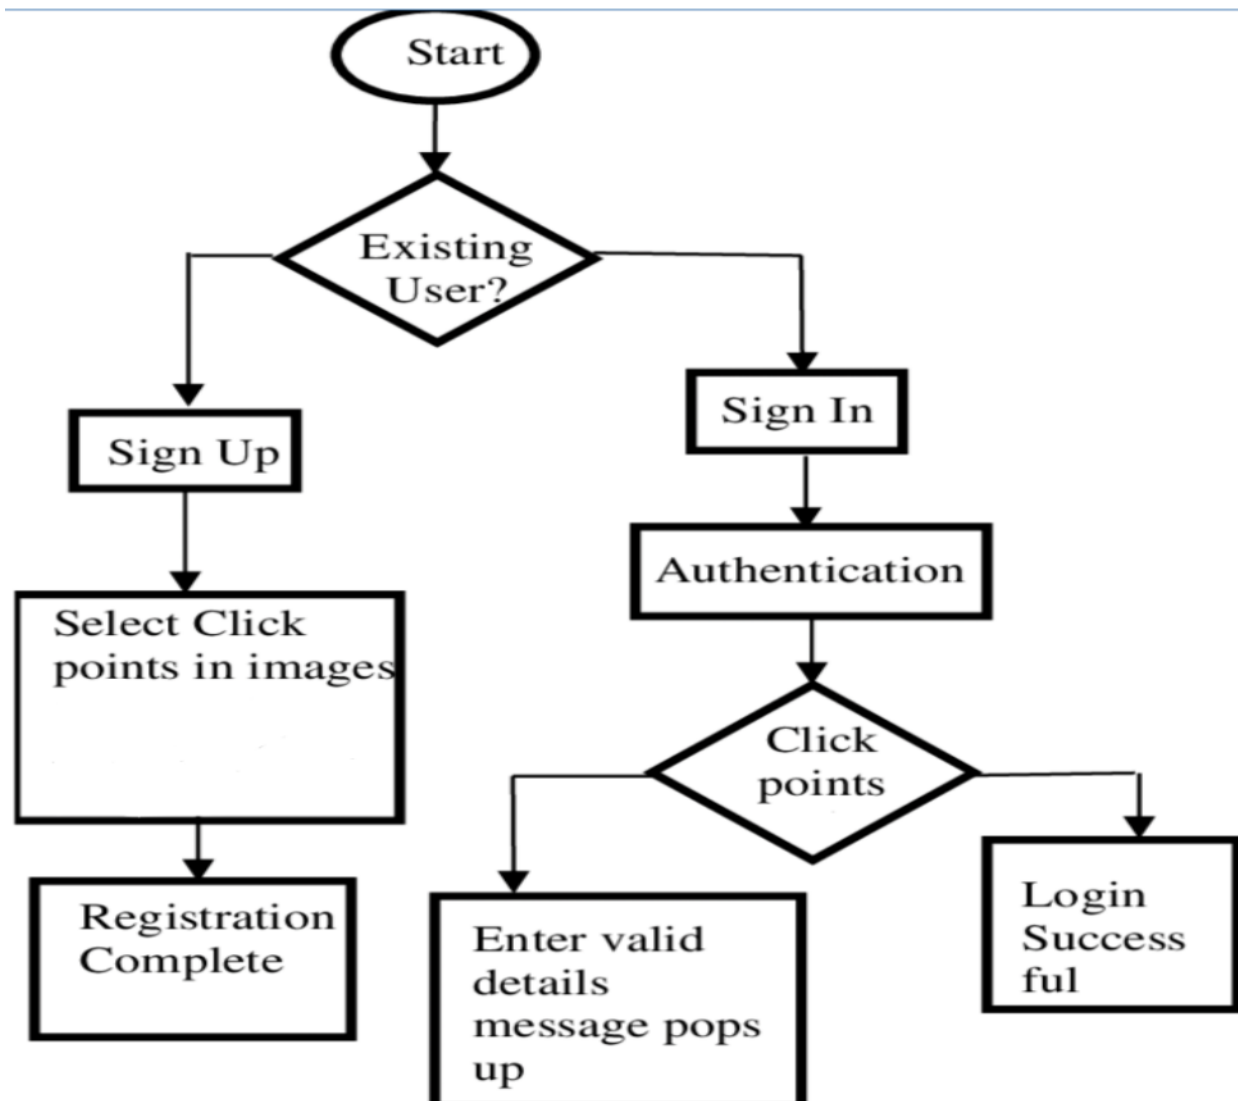 Start
Existing
User?
Sign Up
Sign In
Select Click
points in images
Authentication
Click
points
Registration
Complete
Enter valid
details
message pops
up
Login
Success
ful